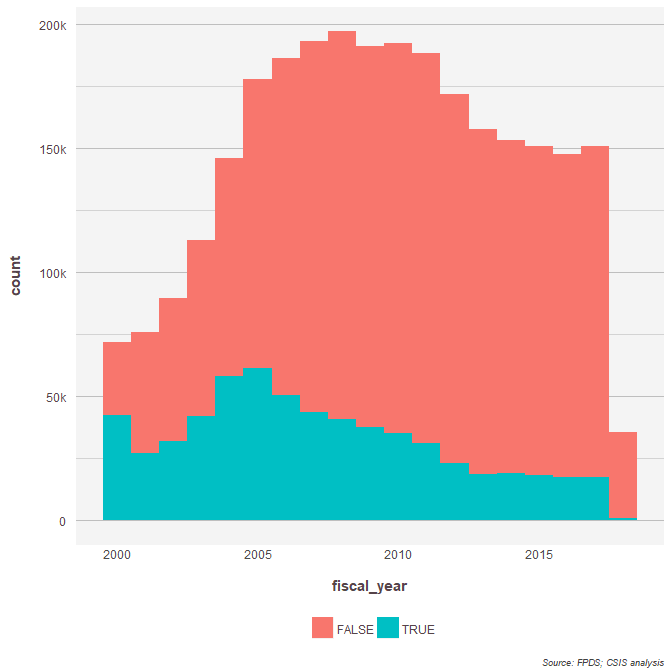 200k
150k
100k
50k
0
count
2000 2005 2010 2015
fiscal_year
FALSE TRUE
Source: FPDS; CSIS analysis